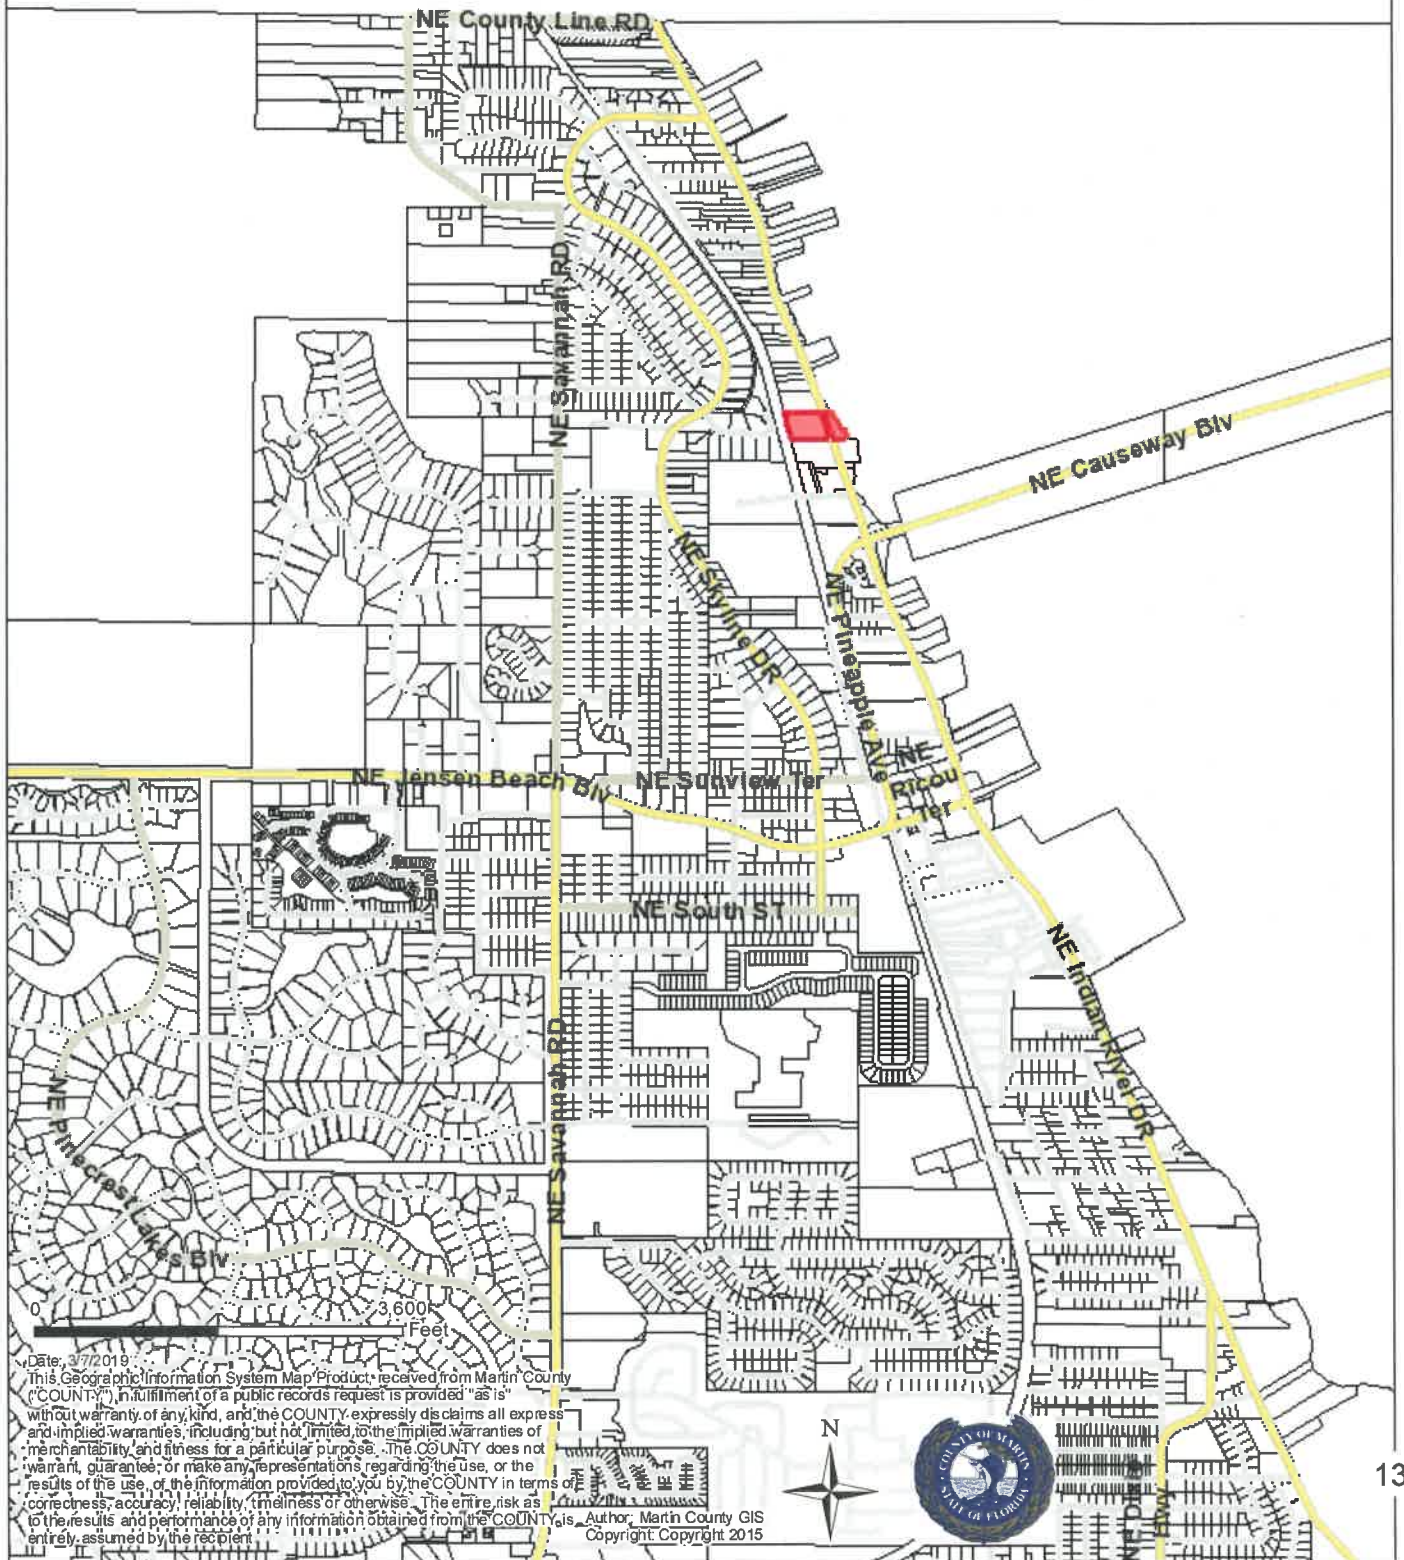 NE County Line RD
NE Savannah RD
NE Causeway Blv
NE Skyline DR
NE Pineapple Ave
NE Jensen Beach Blv
NE Sunview Ter
NE
Ricou
Ter
NE South ST
NE Indian River DR
NE Savannah RD
NE Pinecrest Lakes Blv
0
3,600
Feet
Date: 3/7/2019
This Geographic Information System Map Product, received from Martin County
("COUNTY") in fulfillment of a public records request is provided "as is"
without warranty of any kind, and the COUNTY expressly disclaims all express
and implied warranties, including but not limited to the implied warranties of
merchantability and fitness for a particular purpose. The COUNTY does not
warrant, guarantee, or make any representations regarding the use, or the
results of the use, of the information provided to you by the COUNTY in terms of
correctness, accuracy, reliability, timeliness or otherwise. The entire risk as
to the results and performance of any information obtained from the COUNTY is
entirely assumed by the recipient
Author: Martin County GIS
Copyright: Copyright 2015
N
COUNTY OF MARTIN
STATE OF FLORIDA
NE Dixie
Hwy
13